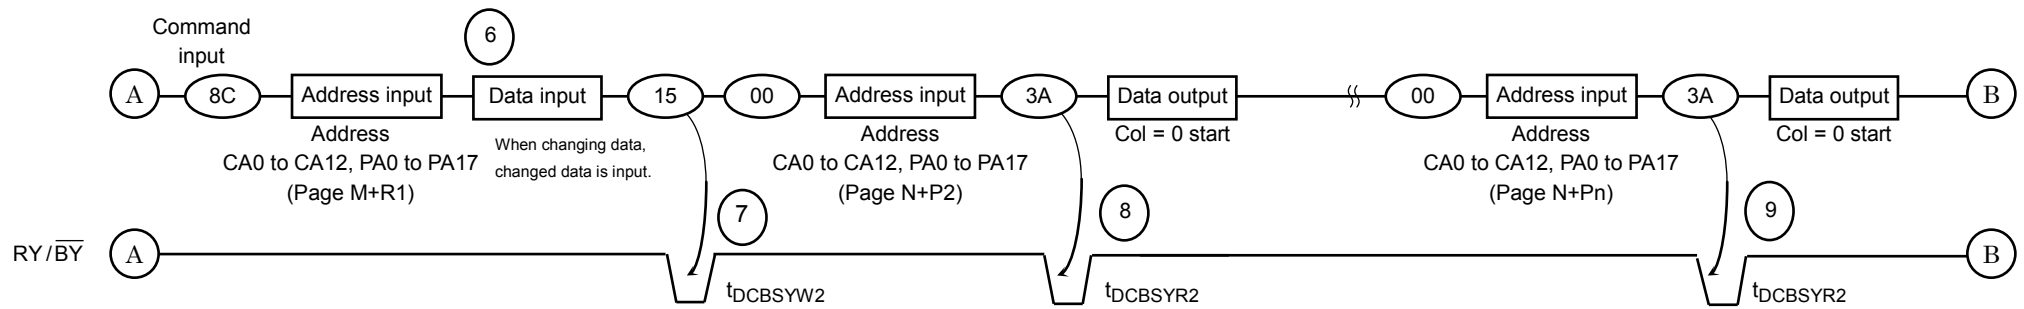 Command
input
6
A 8C Address input Data input 15 00 Address input 3A Data output 00 Address input 3A Data output B
Address
CA0 to CA12, PA0 to PA17
(Page M+R1)
When changing data,
changed data is input.
Address
CA0 to CA12, PA0 to PA17
(Page N+P2)
Col = 0 start
Address
CA0 to CA12, PA0 to PA17
(Page N+Pn)
Col = 0 start
7
8
9
RY/BY A B
tDCBSYW2
tDCBSYR2
tDCBSYR2